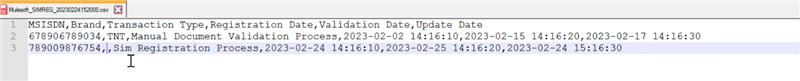 Mulesoft_SIMREG_20230224152000.csv
1 MSISDN,Brand,Transaction Type,Registration Date,Validation Date,Update Date
2 678906789034,TNT,Manual Document Validation Process,2023-02-02 14:16:10,2023-02-15 14:16:20,2023-02-17 14:16:30
3 789009876754,,Sim Registration Process,2023-02-24 14:16:10,2023-02-25 14:16:20,2023-02-24 15:16:30